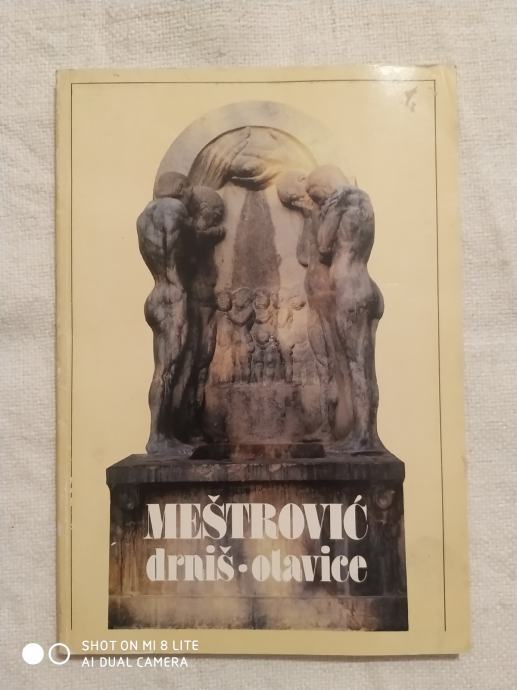 MEŠTROVIĆ
drniš·otavice
SHOT ON MI 8 LITE
AI DUAL CAMERA